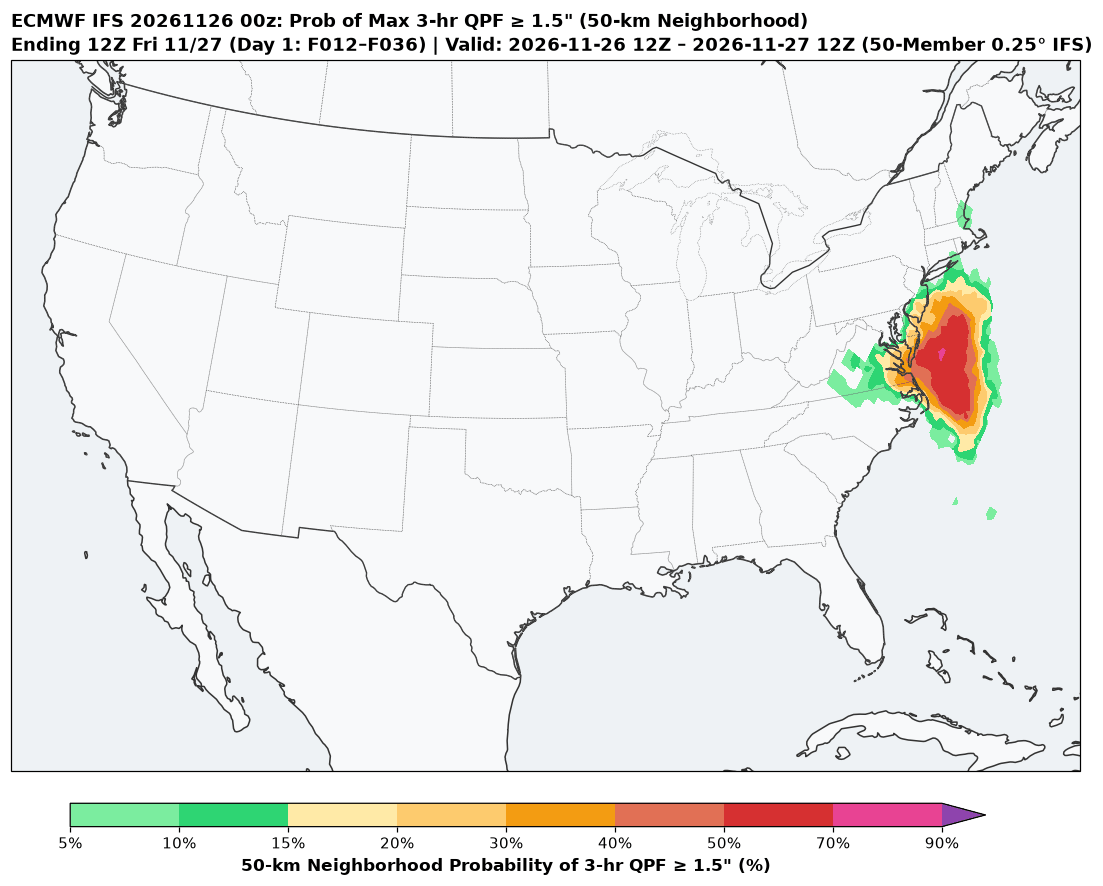 ECMWF IFS 20261126 00z: Prob of Max 3-hr QPF ≥ 1.5" (50-km Neighborhood)
Ending 12Z Fri 11/27 (Day 1: F012–F036) | Valid: 2026-11-26 12Z – 2026-11-27 12Z (50-Member 0.25° IFS)
5% 10% 15% 20% 30% 40% 50% 70% 90%
50-km Neighborhood Probability of 3-hr QPF ≥ 1.5" (%)